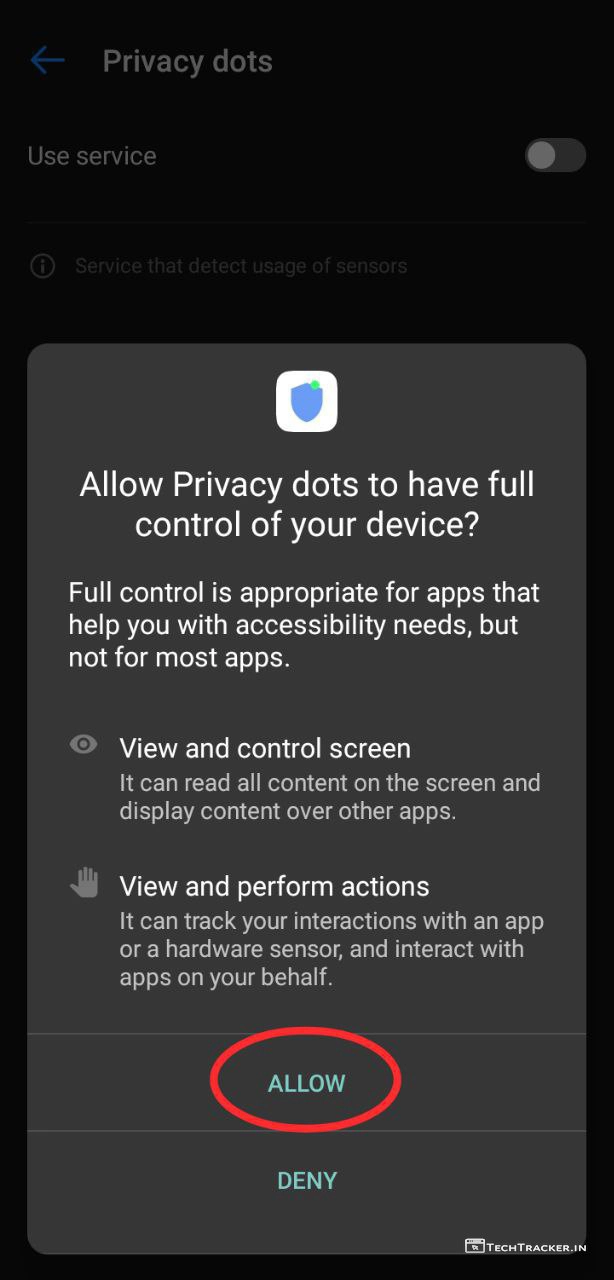 Privacy dots
Use service
Service that detect usage of sensors
Allow Privacy dots to have full
control of your device?
Full control is appropriate for apps that
help you with accessibility needs, but
not for most apps.
View and control screen
It can read all content on the screen and
display content over other apps.
View and perform actions
It can track your interactions with an app
or a hardware sensor, and interact with
apps on your behalf.
ALLOW
DENY
TECHTRACKER.IN